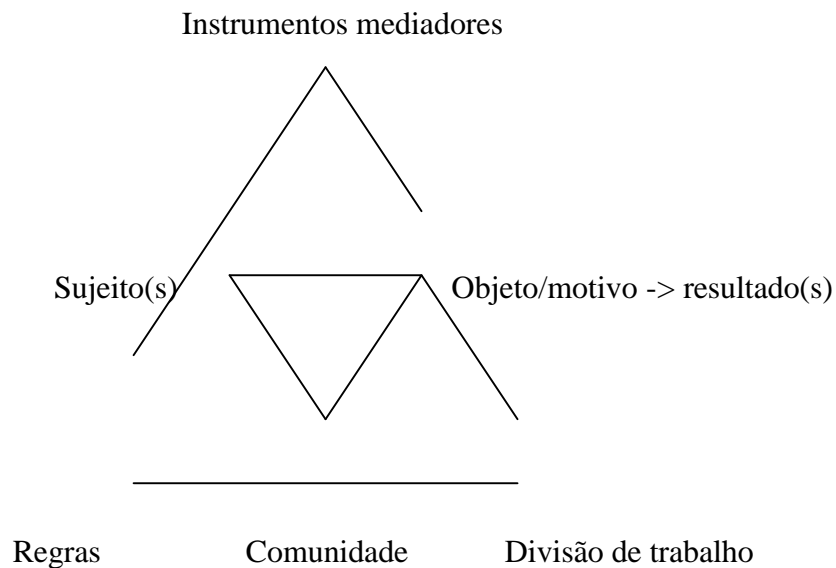 Instrumentos mediadores
Sujeito(s) Objeto/motivo -> resultado(s)
Regras Comunidade Divisão de trabalho